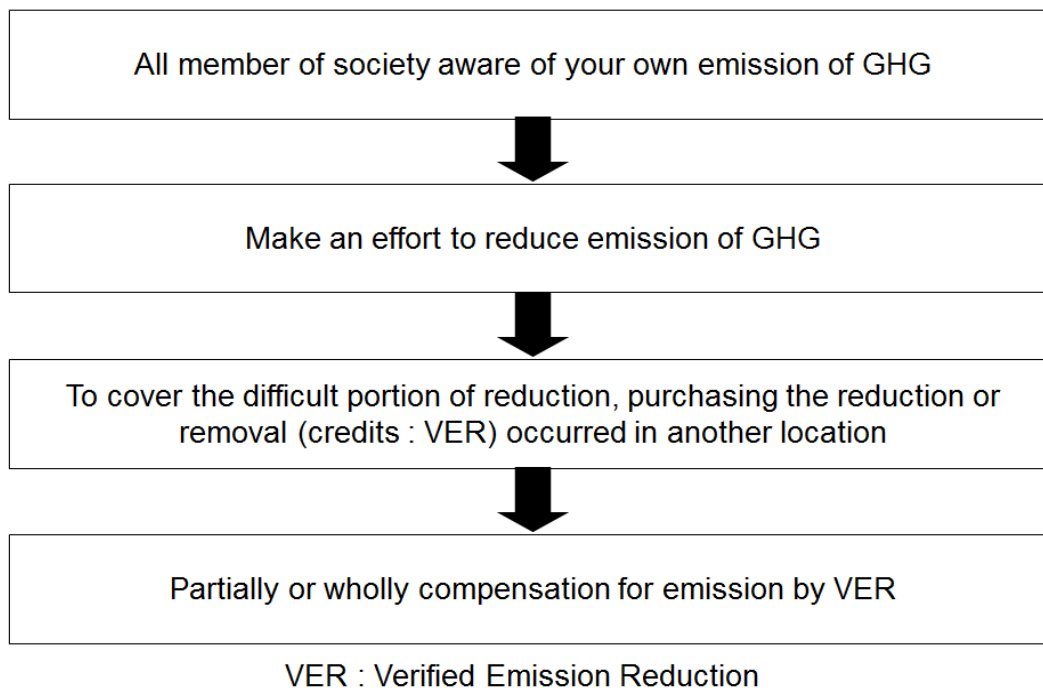 All member of society aware of your own emission of GHG
Make an effort to reduce emission of GHG
To cover the difficult portion of reduction, purchasing the reduction or
removal (credits : VER) occurred in another location
Partially or wholly compensation for emission by VER
VER : Verified Emission Reduction